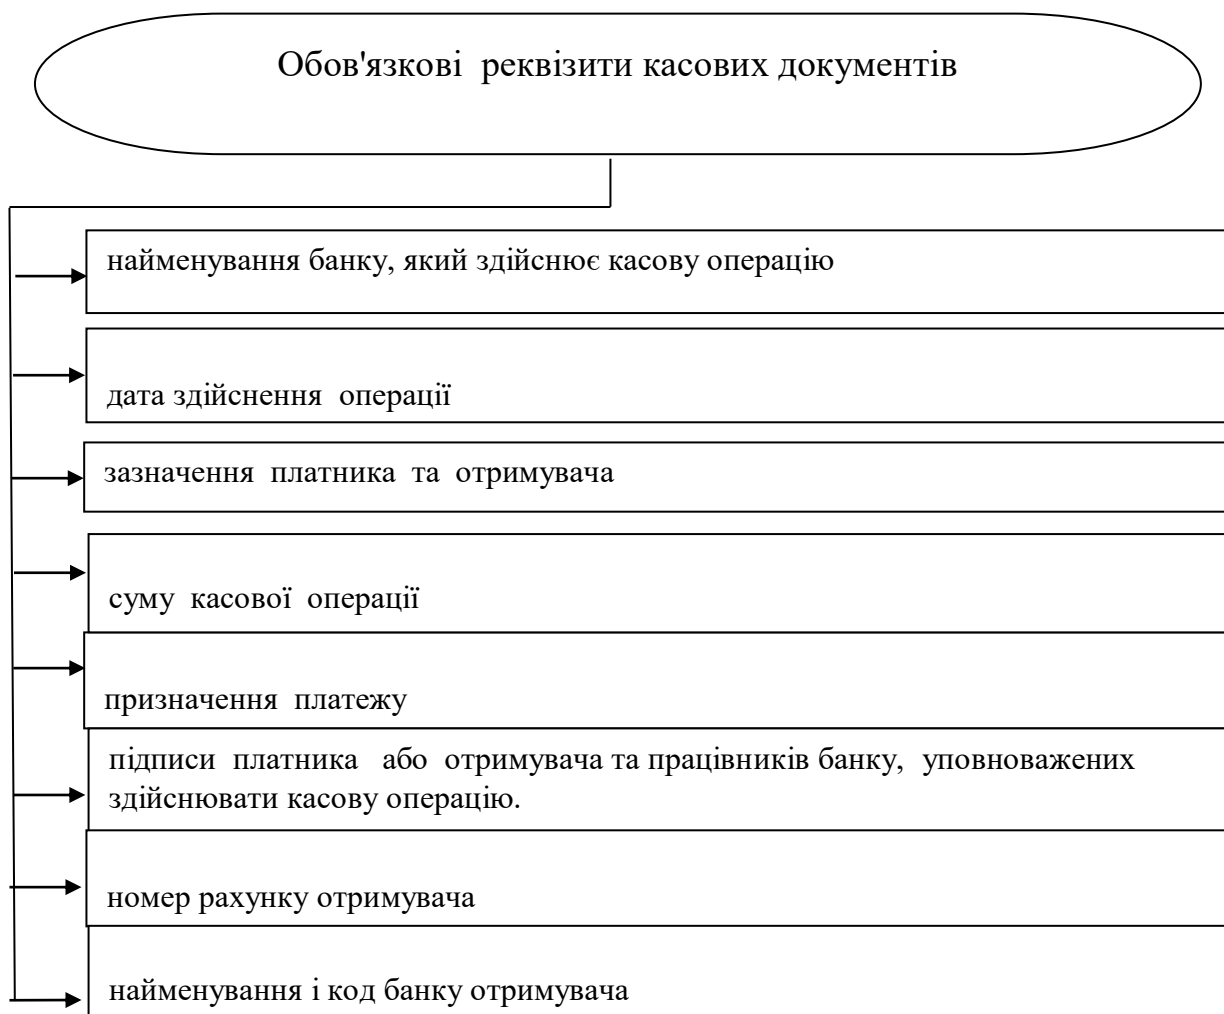 Обов'язкові реквізити касових документів
найменування банку, який здійснює касову операцію
дата здійснення операції
зазначення платника та отримувача
суму касової операції
призначення платежу
підписи платника або отримувача та працівників банку, уповноважених
здійснювати касову операцію.
номер рахунку отримувача
найменування і код банку отримувача